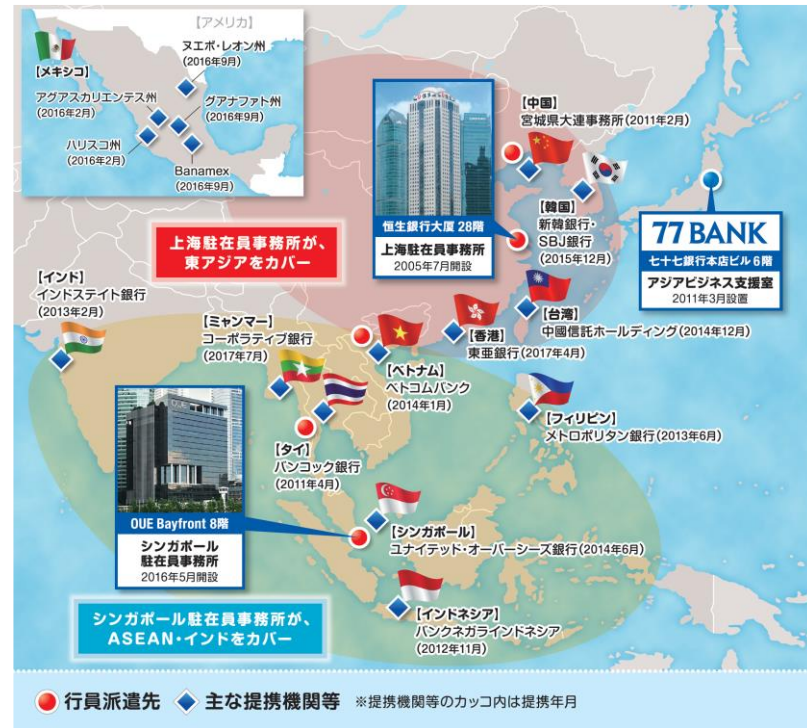 【アメリカ】
【メキシコ】
ヌエボ・レオン州
(2016年9月)
アグアスカリエンテス州
(2016年2月)
グアナファト州
(2016年9月)
ハリスコ州
(2016年2月)
Banamex
(2016年9月)
【中国】
宮城県大連事務所(2011年2月)
恒生銀行大厦 28階
上海駐在員事務所
2005年7月開設
【韓国】
新韓銀行・
SBJ銀行
(2015年12月)
77 BANK
七十七銀行本店ビル 6階
アジアビジネス支援室
2011年3月設置
上海駐在員事務所が、
東アジアをカバー
【インド】
インドステイト銀行
(2013年2月)
【ミャンマー】
コーポラティブ銀行
(2017年7月)
【台湾】
中國信託ホールディング(2014年12月)
【香港】
東亜銀行(2017年4月)
【ベトナム】
ベトコムバンク
(2014年1月)
【フィリピン】
メトロポリタン銀行(2013年6月)
【タイ】
バンコック銀行
(2011年4月)
OUE Bayfront 8階
シンガポール
駐在員事務所
2016年5月開設
【シンガポール】
ユナイテッド・オーバーシーズ銀行(2014年6月)
【インドネシア】
バンクネガラインドネシア
(2012年11月)
シンガポール駐在員事務所が、
ASEAN・インドをカバー
行員派遣先 主な提携機関等 ※提携機関等のカッコ内は提携年月